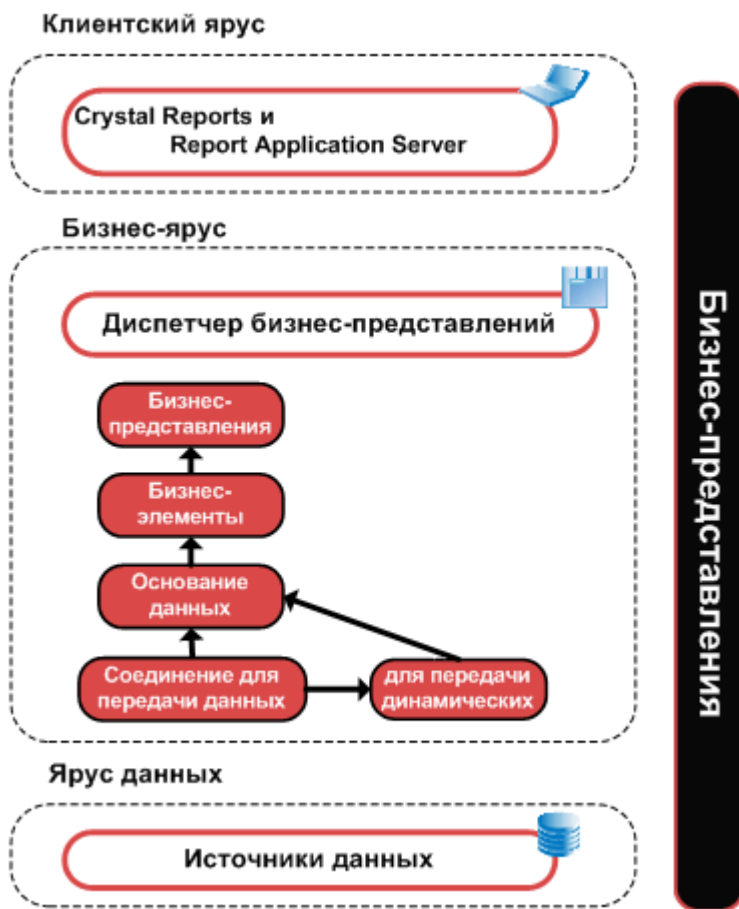 Клиентский ярус
Crystal Reports и
Report Application Server
Бизнес-ярус
Диспетчер бизнес-представлений
Бизнес-
представления
Бизнес-
элементы
Основание
данных
Соединение для
передачи данных
для передачи
динамических
Ярус данных
Источники данных
Бизнес-представления